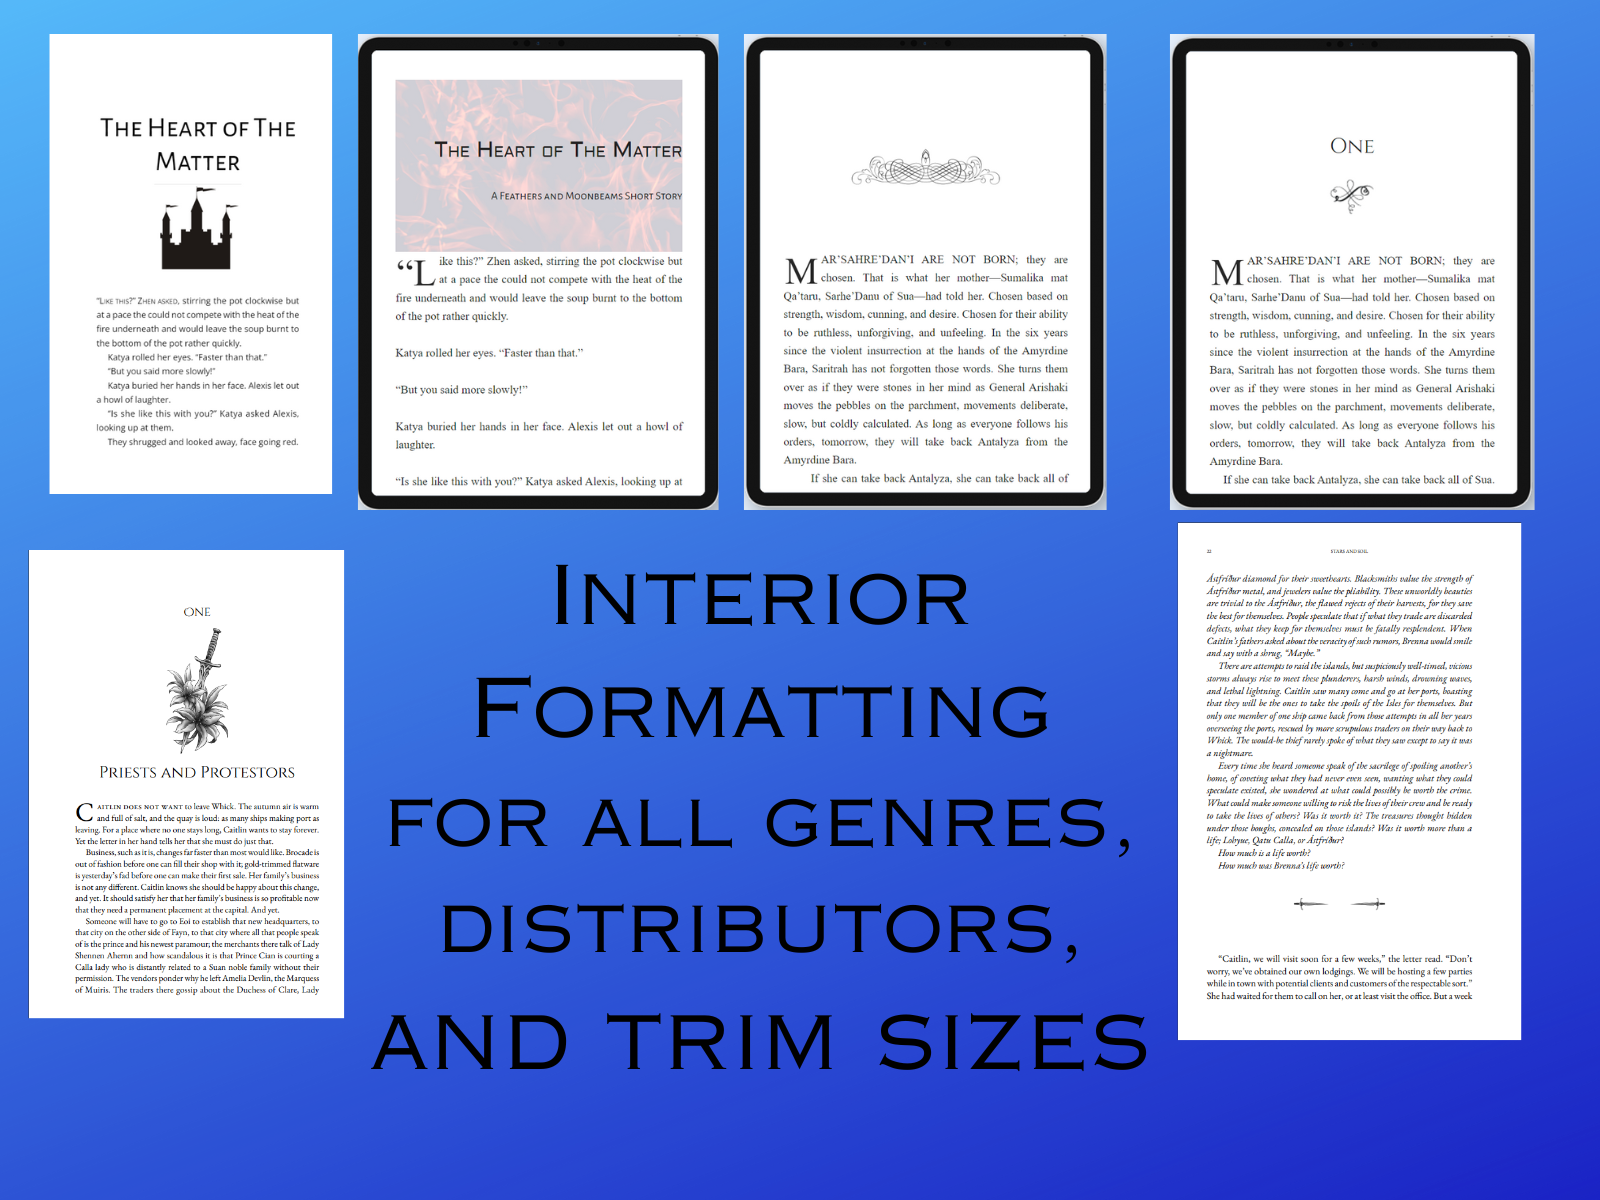 THE HEART OF THE
MATTER
“LIKE THIS?” ZHEN ASKED, stirring the pot clockwise but
at a pace the could not compete with the heat of the
fire underneath and would leave the soup burnt to
the bottom of the pot rather quickly.
Katya rolled her eyes. “Faster than that.”
“But you said more slowly!”
Katya buried her hands in her face. Alexis let out
a howl of laughter.
“Is she like this with you?” Katya asked Alexis,
looking up at them.
They shrugged and looked away, face going red.
THE HEART OF THE MATTER
A FEATHERS AND MOONBEAMS SHORT STORY
“Like this?” Zhen asked, stirring the pot clockwise but
at a pace the could not compete with the heat of the
fire underneath and would leave the soup burnt to the bottom
of the pot rather quickly.
Katya rolled her eyes. “Faster than that.”
“But you said more slowly!”
Katya buried her hands in her face. Alexis let out a howl of
laughter.
“Is she like this with you?” Katya asked Alexis, looking up at
MAR’SAHRE’DAN’I ARE NOT BORN; they are
chosen. That is what her mother—Sumalika mat
Qa’taru, Sarhe’Danu of Sua—had told her. Chosen based on
strength, wisdom, cunning, and desire. Chosen for their ability
to be ruthless, unforgiving, and unfeeling. In the six years
since the violent insurrection at the hands of the Amyrdine
Bara, Saritrah has not forgotten those words. She turns them
over as if they were stones in her mind as General Arishaki
moves the pebbles on the parchment, movements deliberate,
slow, but coldly calculated. As long as everyone follows his
orders, tomorrow, they will take back Antalyza from the
Amyrdine Bara.
If she can take back Antalyza, she can take back all of
ONE
MAR’SAHRE’DAN’I ARE NOT BORN; they are
chosen. That is what her mother—Sumalika mat
Qa’taru, Sarhe’Danu of Sua—had told her. Chosen based on
strength, wisdom, cunning, and desire. Chosen for their ability
to be ruthless, unforgiving, and unfeeling. In the six years
since the violent insurrection at the hands of the Amyrdine
Bara, Saritrah has not forgotten those words. She turns them
over as if they were stones in her mind as General Arishaki
moves the pebbles on the parchment, movements deliberate,
slow, but coldly calculated. As long as everyone follows his
orders, tomorrow, they will take back Antalyza from the
Amyrdine Bara.
If she can take back Antalyza, she can take back all of Sua.
ONE
PRIESTS AND PROTESTORS
CAITLIN DOES NOT WANT to leave Whick. The autumn air is warm
and full of salt, and the quay is loud: as many ships making port as
leaving. For a place where no one stays long, Caitlin wants to stay forever.
Yet the letter in her hand tells her that she must do just that.
Business, such as it is, changes far faster than most would like. Brocade is
out of fashion before one can fill their shop with it; gold-trimmed flatware
is yesterday’s fad before one can make their first sale. Her family’s business
is not any different. Caitlin knows she should be happy about this change,
and yet. It should satisfy her that her family’s business is so profitable now
that they need a permanent placement at the capital. And yet.
Someone will have to go to Eoi to establish that new headquarters, to
that city on the other side of Fayn, to that city where all that people speak
of is the prince and his newest paramour; the merchants there talk of Lady
Shennen Ahernn and how scandalous it is that Prince Cian is courting a
Calla lady who is distantly related to a Suan noble family without their
permission. The vendors ponder why he left Amelia Devlin, the Marquess
of Muiris. The traders there gossip about the Duchess of Clare, Lady
INTERIOR
FORMATTING
FOR ALL GENRES,
DISTRIBUTORS,
AND TRIM SIZES
22 STARS AND SOIL
Ástfríður diamond for their sweethearts. Blacksmiths value the strength of
Ástfríður metal, and jewelers value the pliability. These unworldly beauties
are trivial to the Ástfríður, the flawed rejects of their harvests, for they save
the best for themselves. People speculate that if what they trade are discarded
defects, what they keep for themselves must be fatally resplendent. When
Caitlin’s fathers asked about the veracity of such rumors, Brenna would smile
and say with a shrug, “Maybe.”
There are attempts to raid the islands, but suspiciously well-timed, vicious
storms always rise to meet these plunderers, harsh winds, drowning waves,
and lethal lightning. Caitlin saw many come and go at her ports, boasting
that they will be the ones to take the spoils of the Isles for themselves. But
only one member of one ship came back from those attempts in all her years
overseeing the ports, rescued by more scrupulous traders on their way back to
Whick. The would-be thief rarely spoke of what they saw except to say it was
a nightmare.
Every time she heard someone speak of the sacrilege of spoiling another’s
home, of coveting what they had never even seen, wanting what they could
speculate existed, she wondered at what could possibly be worth the crime.
What could make someone willing to risk the lives of their crew and be ready
to take the lives of others? Was it worth it? The treasures thought hidden
under those boughs, concealed on those islands? Was it worth more than a
life; Lobyue, Qatu Calla, or Ástfríður?
How much is a life worth?
How much was Brenna’s life worth?
“Caitlin, we will visit soon for a few weeks,” the letter read. “Don’t
worry, we’ve obtained our own lodgings. We will be hosting a few parties
while in town with potential clients and customers of the respectable sort.”
She had waited for them to call on her, or at least visit the office. But a week